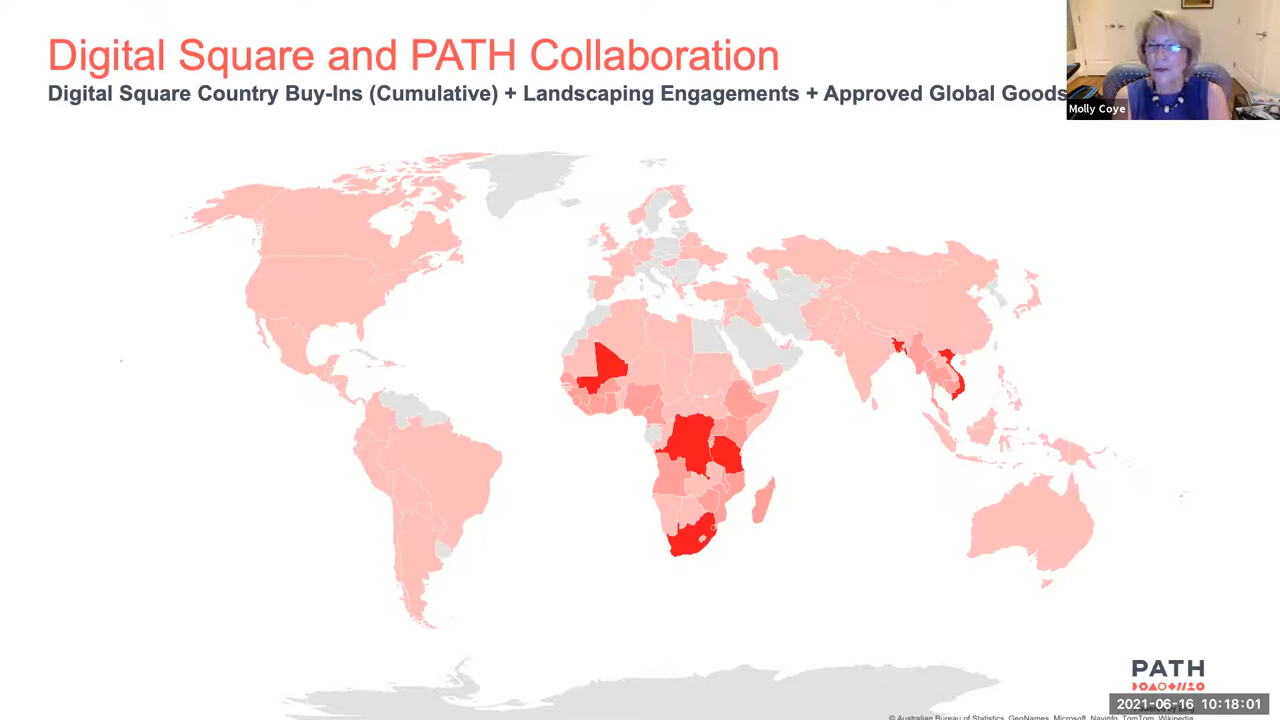 Digital Square and PATH Collaboration
Digital Square Country Buy-Ins (Cumulative) + Landscaping Engagements + Approved Global Goods
Molly Coye
PATH
2021-06-16 10:18:01
© Australian Bureau of Statistics, GeoNames, Microsoft, Navinfo, TomTom, Wikipedia